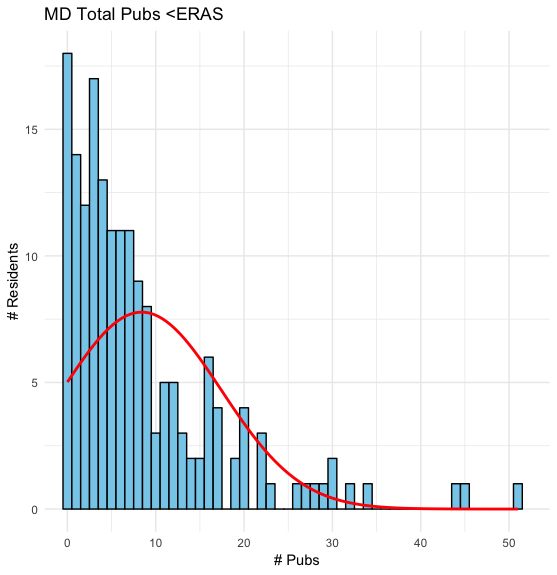 MD Total Pubs <ERAS
15
10
5
0
# Residents
0 10 20 30 40 50
# Pubs